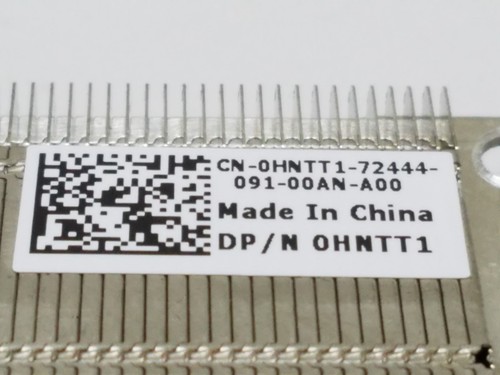 CN-0HNTT1-72444-
091-00AN-A00
Made In China
DP/N 0HNTT1